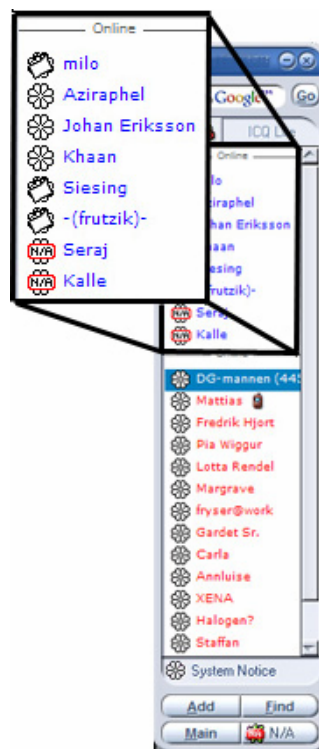 Online
milo
Aziraphel
Johan Eriksson
Khaan
Siesing
-(frutzik)-
N/A Seraj
N/A Kalle
Google Go
ICQ Lite
Online
DG-mannen (443
Mattias
Fredrik Hjort
Pia Wiggur
Lotta Rendel
Margrave
fryser@work
Gardet Sr.
Carla
Annluise
XENA
Halogen?
Staffan
System Notice
Add Find
Main N/A